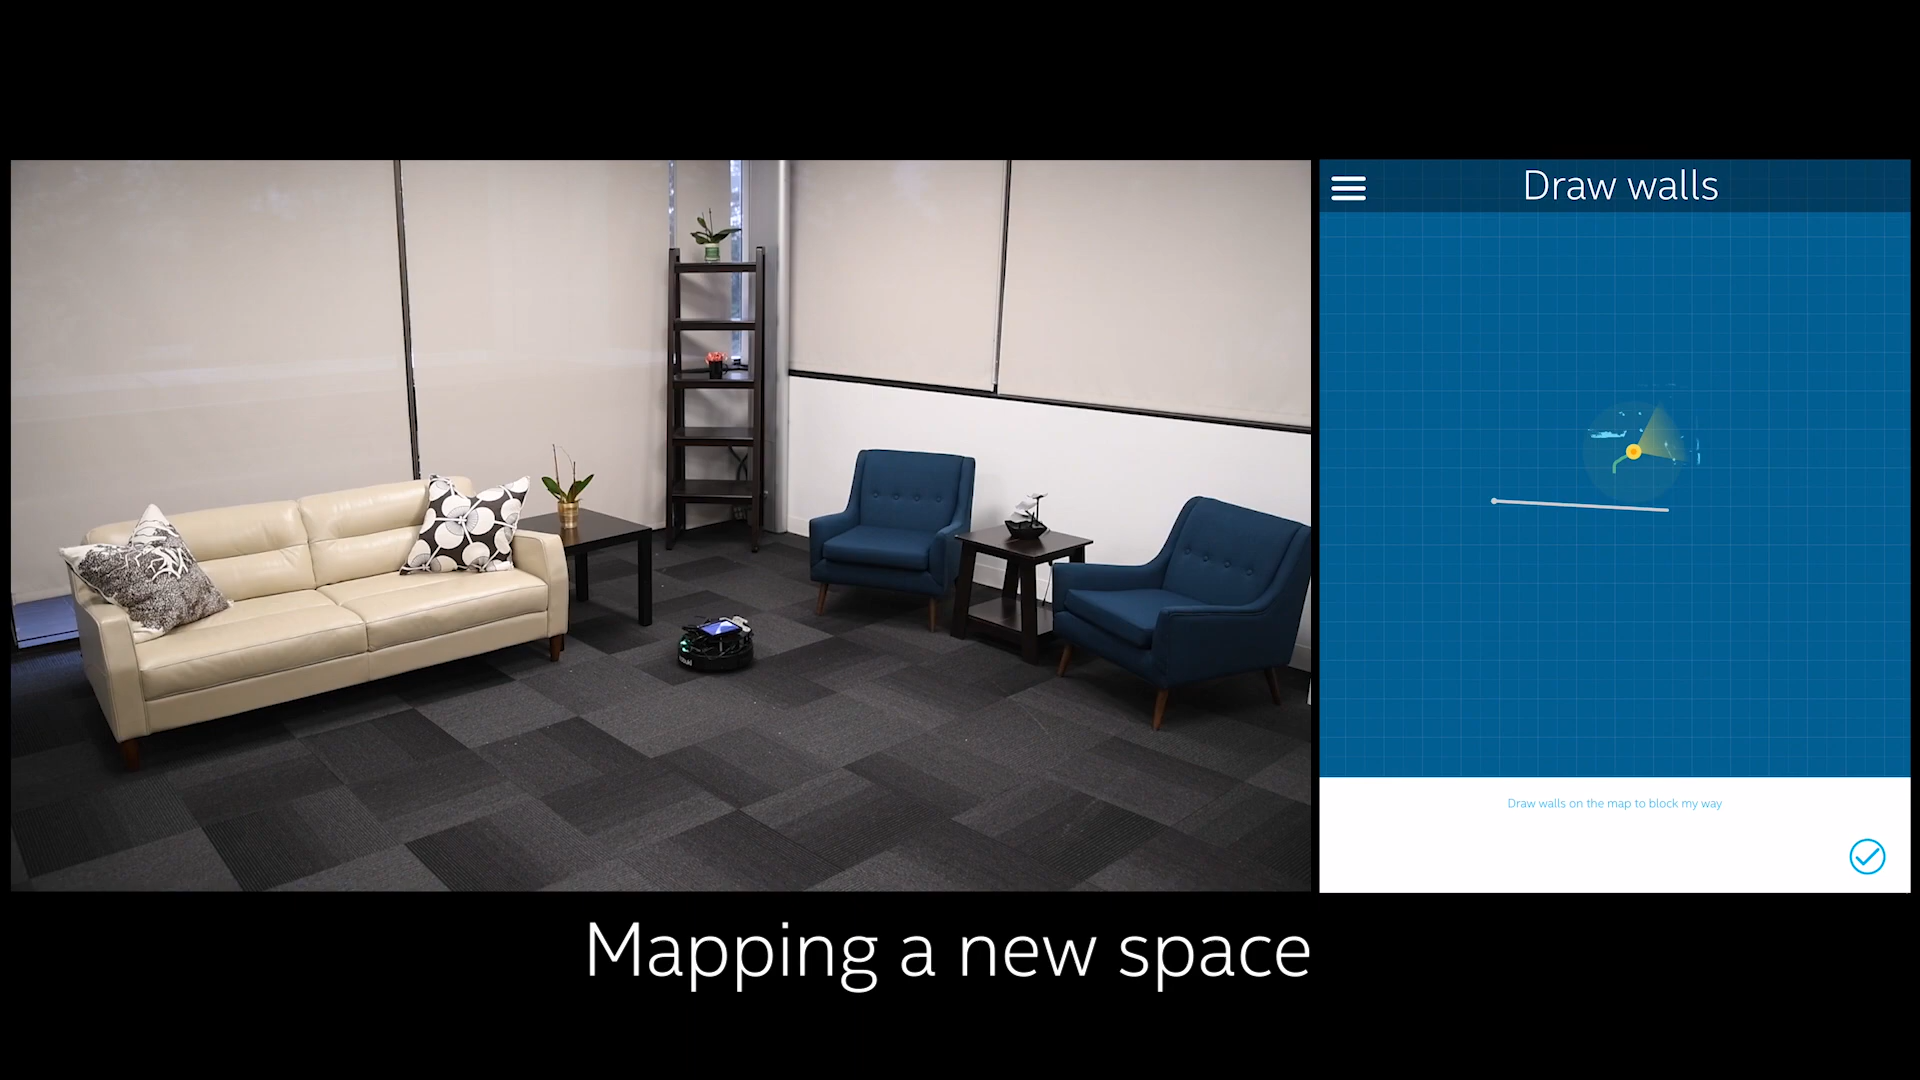 Draw walls
Draw walls on the map to block my way
Mapping a new space